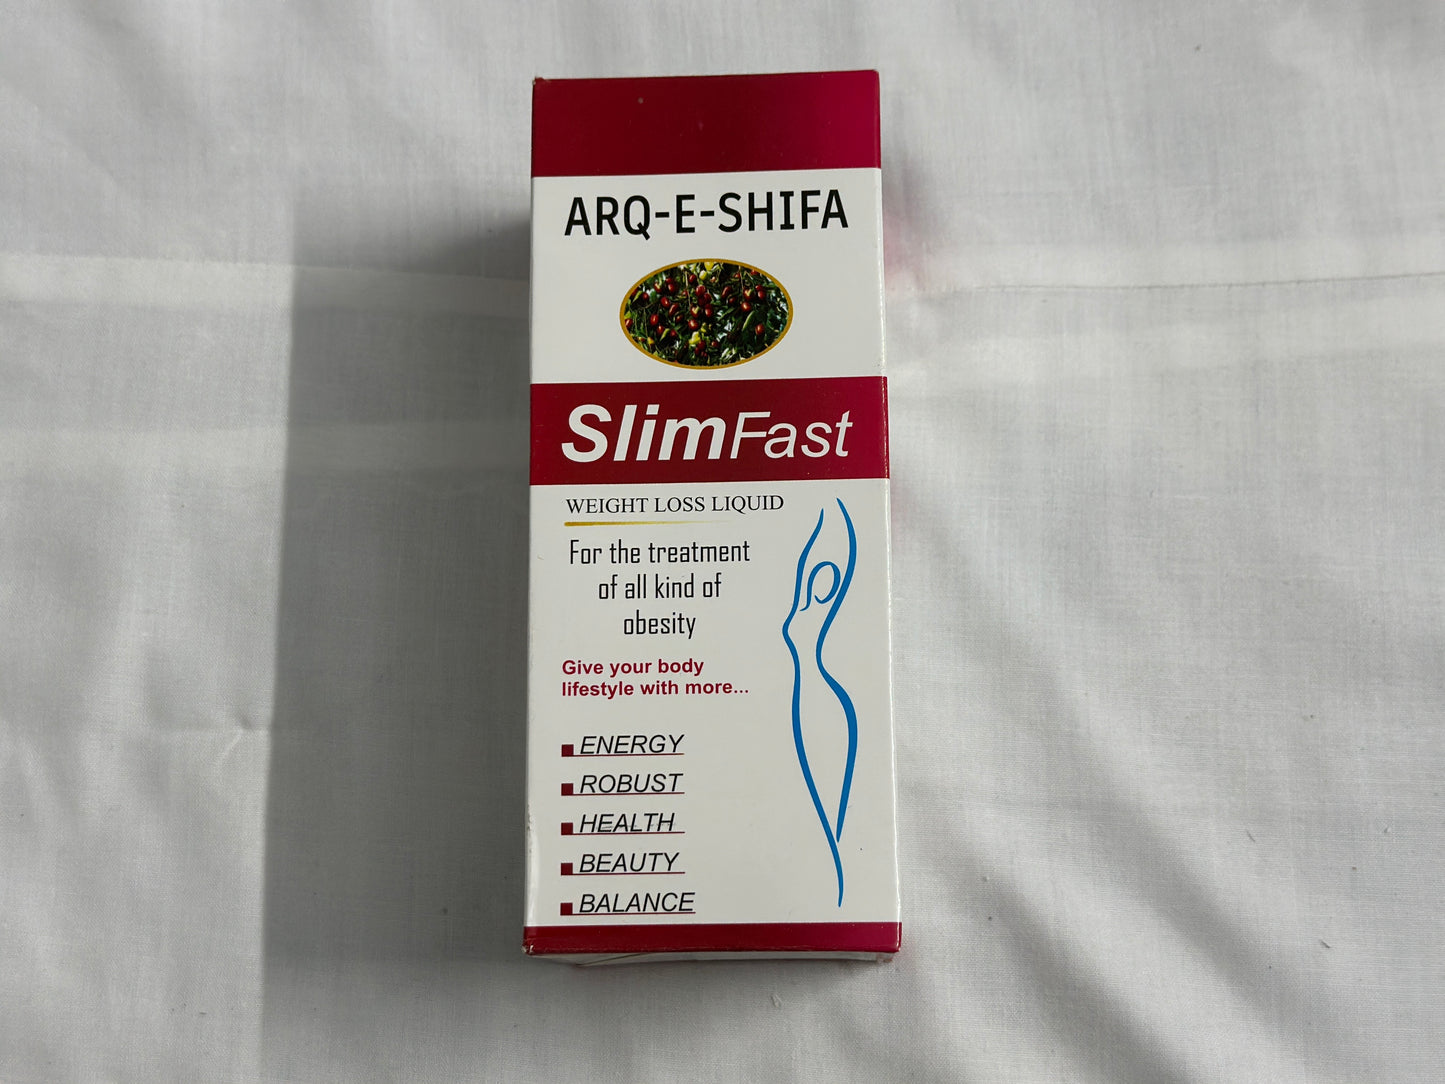 ARQ-E-SHIFA
SlimFast
WEIGHT LOSS LIQUID
For the treatment
of all kind of
obesity
Give your body
lifestyle with more...
ENERGY
ROBUST
HEALTH
BEAUTY
BALANCE